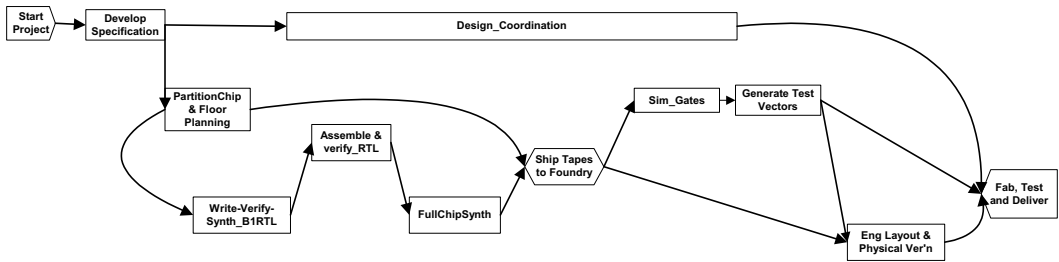 Start
Project
Develop
Specification
Design_Coordination
PartitionChip
& Floor
Planning
Sim_Gates
Generate Test
Vectors
Assemble &
verify_RTL
Ship Tapes
to Foundry
Fab, Test
and Deliver
Write-Verify-
Synth_B1RTL
FullChipSynth
Eng Layout &
Physical Ver'n